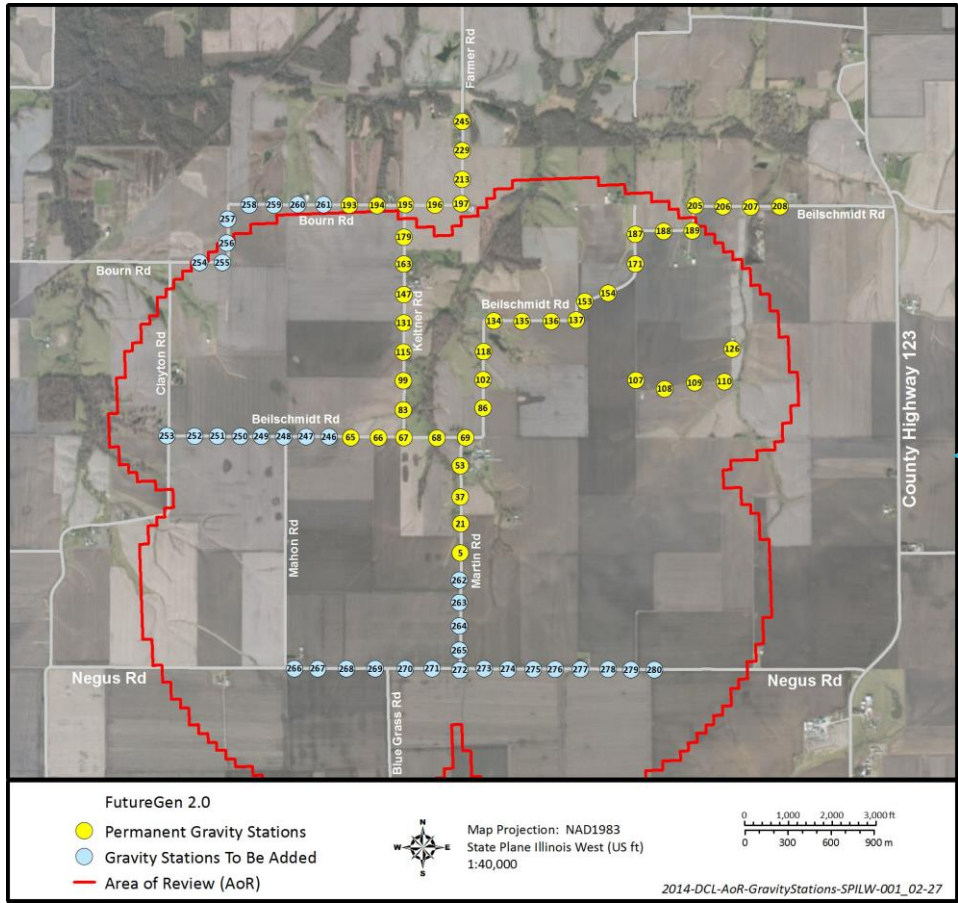 Farmer Rd
245
229
213
258 259 260 261 193 194 195 196 197
205 206 207 208
Beilschmidt Rd
257
Bourn Rd
256
179
187 188 189
Bourn Rd
254 255
163
171
147
153 154
Beilschmidt Rd
Keltner Rd
131
134 135 136 137
Clayton Rd
115
118
126
99
102
107 108 109 110
83
86
Beilschmidt Rd
253 252 251 250 249 248 247 246 65 66 67 68 69
County Highway 123
53
37
21
Mahon Rd
5
Martin Rd
262
263
264
265
266 267 268 269 270 271 272 273 274 275 276 277 278 279 280
Negus Rd
Negus Rd
Blue Grass Rd
FutureGen 2.0
Permanent Gravity Stations
Gravity Stations To Be Added
Area of Review (AoR)
N
W E
S
Map Projection: NAD1983
State Plane Illinois West (US ft)
1:40,000
0 1,000 2,000 3,000 ft
0 300 600 900 m
2014-DCL-AoR-GravityStations-SPILW-001_02-27